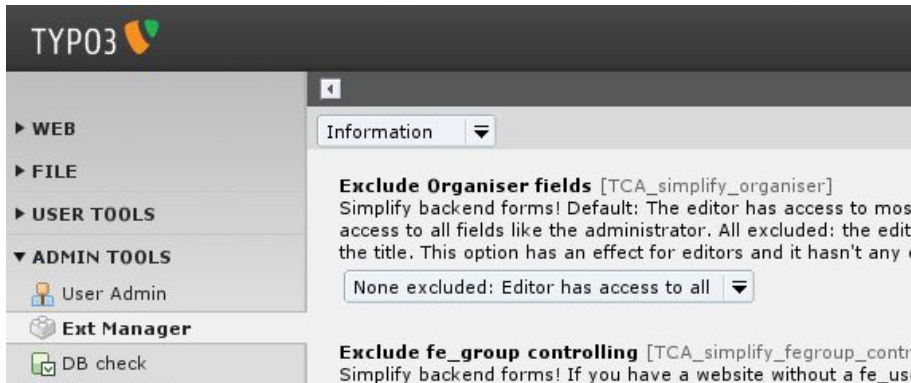 TYPO3
WEB
FILE
USER TOOLS
ADMIN TOOLS
User Admin
Ext Manager
DB check
Information
Exclude Organiser fields [TCA_simplify_organiser]
Simplify backend forms! Default: The editor has access to mos
access to all fields like the administrator. All excluded: the edit
the title. This option has an effect for editors and it hasn't any
None excluded: Editor has access to all
Exclude fe_group controlling [TCA_simplify_fegroup_contr
Simplify backend forms! If you have a website without a fe_us